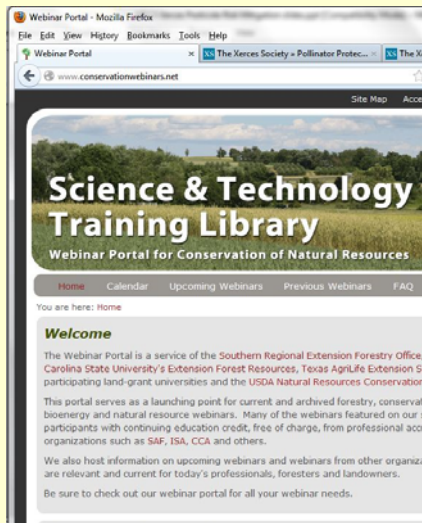 Webinar Portal - Mozilla Firefox
File Edit View History Bookmarks Tools Help
Webinar Portal × XS The Xerces Society » Pollinator Protec... × XS The X
www.conservationwebinars.net
Site Map Acce
Science & Technology
Training Library
Webinar Portal for Conservation of Natural Resources
Home Calendar Upcoming Webinars Previous Webinars FAQ
You are here: Home
Welcome
The Webinar Portal is a service of the Southern Regional Extension Forestry Office,
Carolina State University's Extension Forest Resources, Texas AgriLife Extension S
participating land-grant universities and the USDA Natural Resources Conservation
This portal serves as a launching point for current and archived forestry, conservat
bioenergy and natural resource webinars. Many of the webinars featured on our
participants with continuing education credit, free of charge, from professional acc
organizations such as SAF, ISA, CCA and others.
We also host information on upcoming webinars and webinars from other organiza
are relevant and current for today's professionals, foresters and landowners.
Be sure to check out our webinar portal for all your webinar needs.